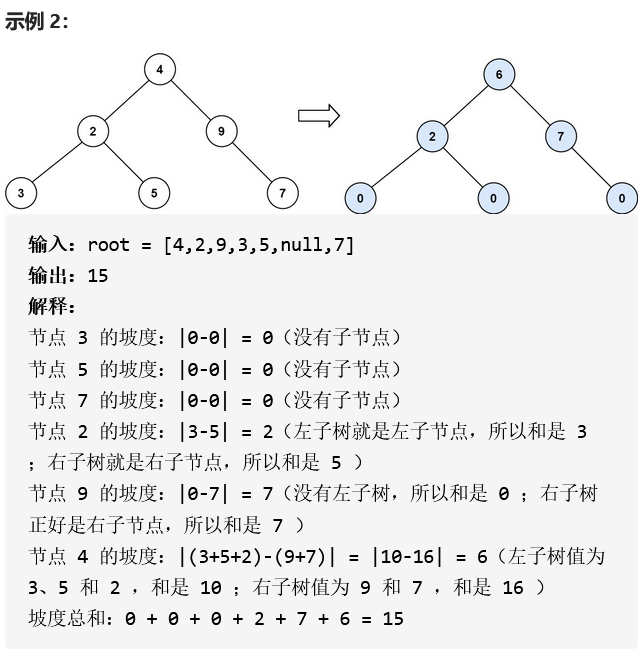 示例 2：
4
2
9
3
5
7
6
2
7
0
0
0
输入：root = [4,2,9,3,5,null,7]
输出：15
解释：
节点 3 的坡度：|0-0| = 0（没有子节点）
节点 5 的坡度：|0-0| = 0（没有子节点）
节点 7 的坡度：|0-0| = 0（没有子节点）
节点 2 的坡度：|3-5| = 2（左子树就是左子节点，所以和是 3
；右子树就是右子节点，所以和是 5 ）
节点 9 的坡度：|0-7| = 7（没有左子树，所以和是 0 ；右子树
正好是右子节点，所以和是 7 ）
节点 4 的坡度：|(3+5+2)-(9+7)| = |10-16| = 6（左子树值为
3、5 和 2 ，和是 10 ；右子树值为 9 和 7 ，和是 16 ）
坡度总和：0 + 0 + 0 + 2 + 7 + 6 = 15